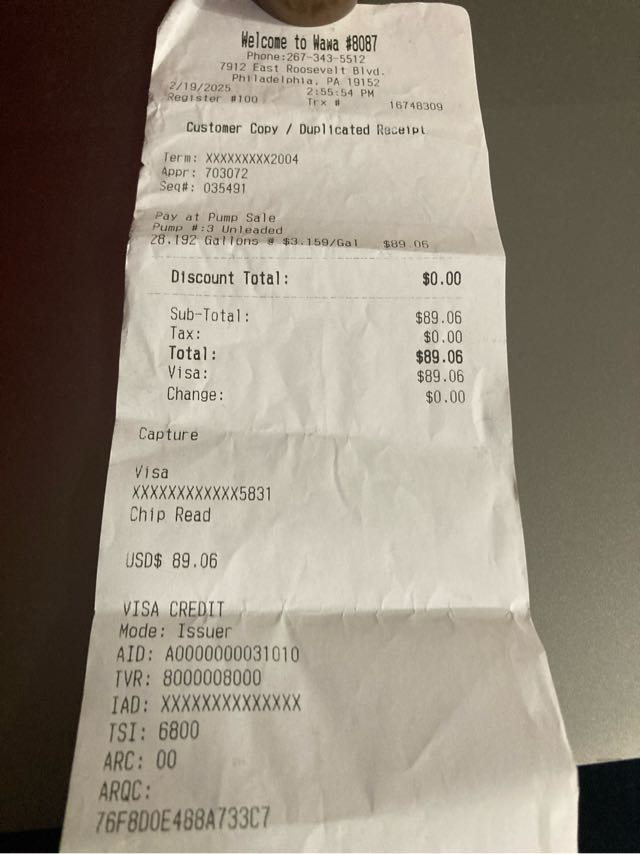 Welcome to Wawa #8087
Phone:267-343-5512
7912 East Roosevelt Blvd.
Philadelphia, PA 19152
2/19/2025 2:55:54 PM
Register #100 Trx # 16748309
Customer Copy / Duplicated Receipt
Term: XXXXXXXXX2004
Appr: 703072
Seq#: 035491
Pay at Pump Sale
Pump #:3 Unleaded
28.192 Gallons @ $3.159/Gal $89.06
Discount Total: $0.00
Sub-Total: $89.06
Tax: $0.00
Total: $89.06
Visa: $89.06
Change: $0.00
Capture
Visa
XXXXXXXXXXXX5831
Chip Read
USD$ 89.06
VISA CREDIT
Mode: Issuer
AID: A0000000031010
TVR: 8000008000
IAD: XXXXXXXXXXXXXX
TSI: 6800
ARC: 00
ARQC:
76F8D0E488A733C7